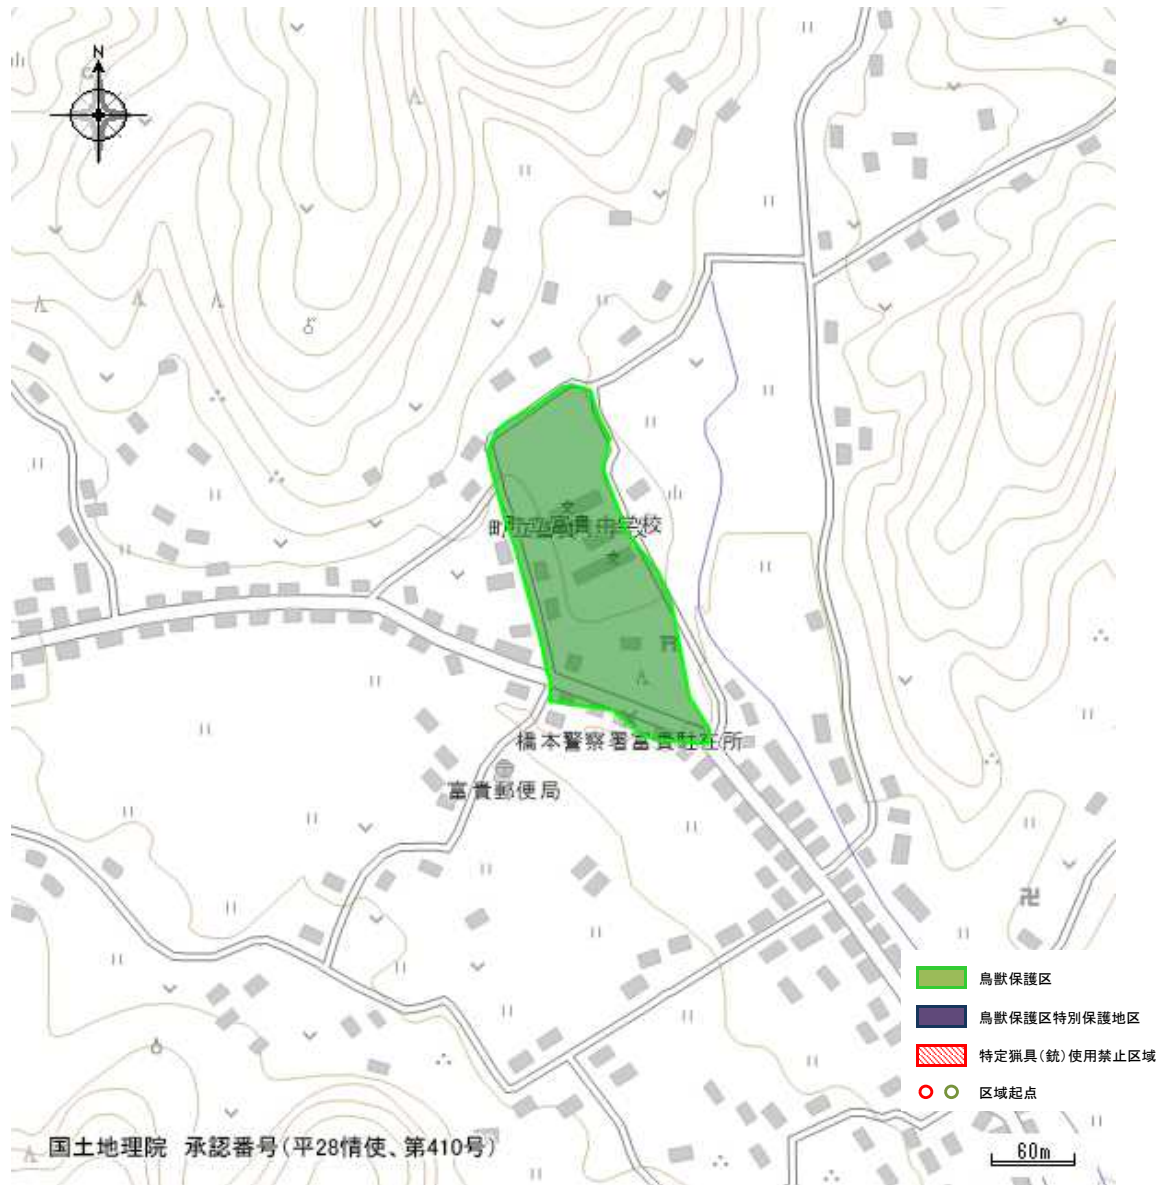 N
町立富貴中学校
橋本警察署富貴駐在所
富貴郵便局
鳥獣保護区
鳥獣保護区特別保護地区
特定猟具(銃)使用禁止区域
区域起点
国土地理院 承認番号(平28情使、第410号)
60m